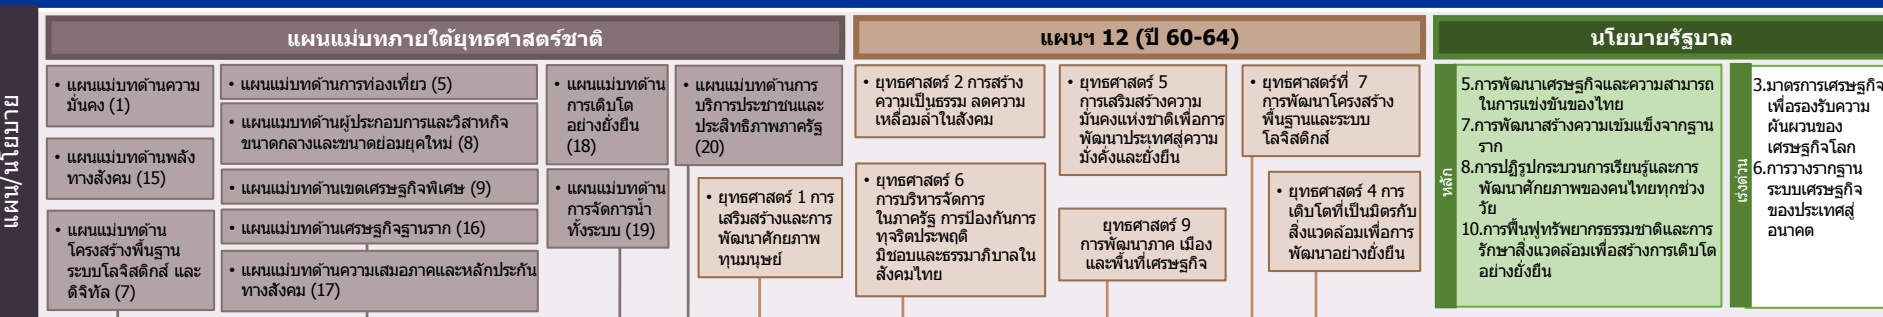 แผน/นโยบาย
แผนแม่บทภายใต้ยุทธศาสตร์ชาติ
• แผนแม่บทด้านความ
มั่นคง (1)
• แผนแม่บทด้านพลัง
ทางสังคม (15)
• แผนแม่บทด้าน
โครงสร้างพื้นฐาน
ระบบโลจิสติกส์ และ
ดิจิทัล (7)
• แผนแม่บทด้านการท่องเที่ยว (5)
• แผนแมบทด้านผู้ประกอบการและวิสาหกิจ
ขนาดกลางและขนาดย่อมยุคใหม่ (8)
• แผนแม่บทด้านเขตเศรษฐกิจพิเศษ (9)
• แผนแม่บทด้านเศรษฐกิจฐานราก (16)
• แผนแม่บทด้านความเสมอภาคและหลักประกัน
ทางสังคม (17)
• แผนแม่บทด้าน
การเติบโต
อย่างยั่งยืน
(18)
• แผนแม่บทด้าน
การจัดการน้ำ
ทั้งระบบ (19)
• แผนแม่บทด้านการ
บริการประชาชนและ
ประสิทธิภาพภาครัฐ
(20)
แผนฯ 12 (ปี 60-64)
• ยุทธศาสตร์ 1 การ
เสริมสร้างและการ
พัฒนาศักยภาพ
ทุนมนุษย์
• ยุทธศาสตร์ 2 การสร้าง
ความเป็นธรรม ลดความ
เหลื่อมล้ำในสังคม
• ยุทธศาสตร์ 6
การบริหารจัดการ
ในภาครัฐ การป้องกันการ
ทุจริตประพฤติ
มิชอบและธรรมาภิบาลใน
สังคมไทย
• ยุทธศาสตร์ 5
การเสริมสร้างความ
มั่นคงแห่งชาติเพื่อการ
พัฒนาประเทศสู่ความ
มั่งคั่งและยั่งยืน
ยุทธศาสตร์ 9
การพัฒนาภาค เมือง
และพื้นที่เศรษฐกิจ
• ยุทธศาสตร์ที่ 7
การพัฒนาโครงสร้าง
พื้นฐานและระบบ
โลจิสติกส์
• ยุทธศาสตร์ 4 การ
เติบโตที่เป็นมิตรกับ
สิ่งแวดล้อมเพื่อการ
พัฒนาอย่างยั่งยืน
นโยบายรัฐบาล
หลัก
5.การพัฒนาเศรษฐกิจและความสามารถ
ในการแข่งขันของไทย
7.การพัฒนาสร้างความเข้มแข็งจากฐาน
ราก
8.การปฏิรูปกระบวนการเรียนรู้และการ
พัฒนาศักยภาพของคนไทยทุกช่วง
วัย
10.การฟื้นฟูทรัพยากรธรรมชาติและการ
รักษาสิ่งแวดล้อมเพื่อสร้างการเติบโต
อย่างยั่งยืน
เร่งด่วน
3.มาตรการเศรษฐกิจ
เพื่อรองรับความ
ผันผวนของ
เศรษฐกิจโลก
6.การวางรากฐาน
ระบบเศรษฐกิจ
ของประเทศสู่
อนาคต